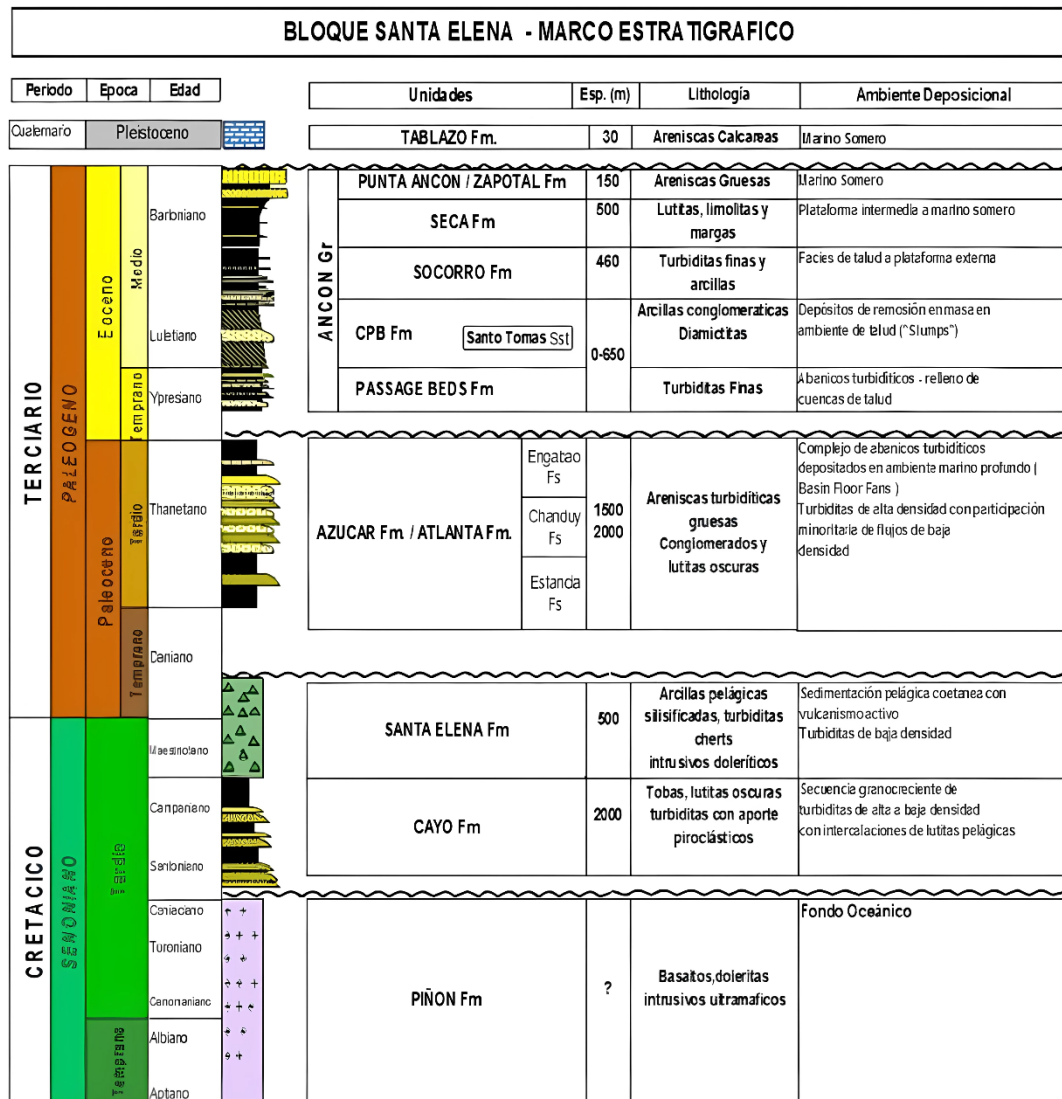 BLOQUE SANTA ELENA - MARCO ESTRATIGRAFICO
Periodo Epoca Edad
Unidades Esp. (m) Lithología Ambiente Deposicional
Cuaternario Pleistoceno
TABLAZO Fm. 30 Areniscas Calcareas Marino Somero
TERCIARIO
PALEOGENO
Eoceno
Medio
Bartoniano
Lutetiano
Temprano
Ypresiano
ANCON Gr
PUNTA ANCON / ZAPOTAL Fm 150 Areniscas Gruesas Marino Somero
SECA Fm 500 Lutitas, limolitas y
margas
Plataforma intermedia a marino somero
SOCORRO Fm 460 Turbiditas finas y
arcillas
Facies de talud a plataforma externa
CPB Fm Santo Tomas Sst
0-650
Arcillas conglomeraticas
Diamictitas
Depósitos de remosión en masa en
ambiente de talud ("Slumps")
PASSAGE BEDS Fm Turbiditas Finas
Abanicos turbidíticos - relleno de
cuencas de talud
Paleoceno
Tardio
Thanetano
Temprano
Daniano
AZUCAR Fm. / ATLANTA Fm.
Engabao
Fs
Chanduy
Fs
Estancia
Fs
1500
2000
Areniscas turbidíticas
gruesas
Conglomerados y
lutitas oscuras
Complejo de abanicos turbidíticos
depositados en ambiente marino profundo (
Basin Floor Fans )
Turbiditas de alta densidad con participación
minoritaria de flujos de baja
densidad
CRETACICO
SENONIANO
Tardio
Maestrictiano
Campaniano
Santoniano
Coniaciano
Turoniano
Cenomaniano
Temprano
Albiano
Aptano
SANTA ELENA Fm 500
Arcillas pelágicas
silisificadas, turbiditas
cherts
intrusivos doleríticos
Sedimentación pelágica coetanea con
vulcanismo activo
Turbiditas de baja densidad
CAYO Fm 2000
Tobas, lutitas oscuras
turbiditas con aporte
piroclásticos
Secuencia granocreciente de
turbiditas de alta a baja densidad
con intercalaciones de lutitas pelágicas
PIÑON Fm ?
Basaltos,doleritas
intrusivos ultramaficos
Fondo Oceánico